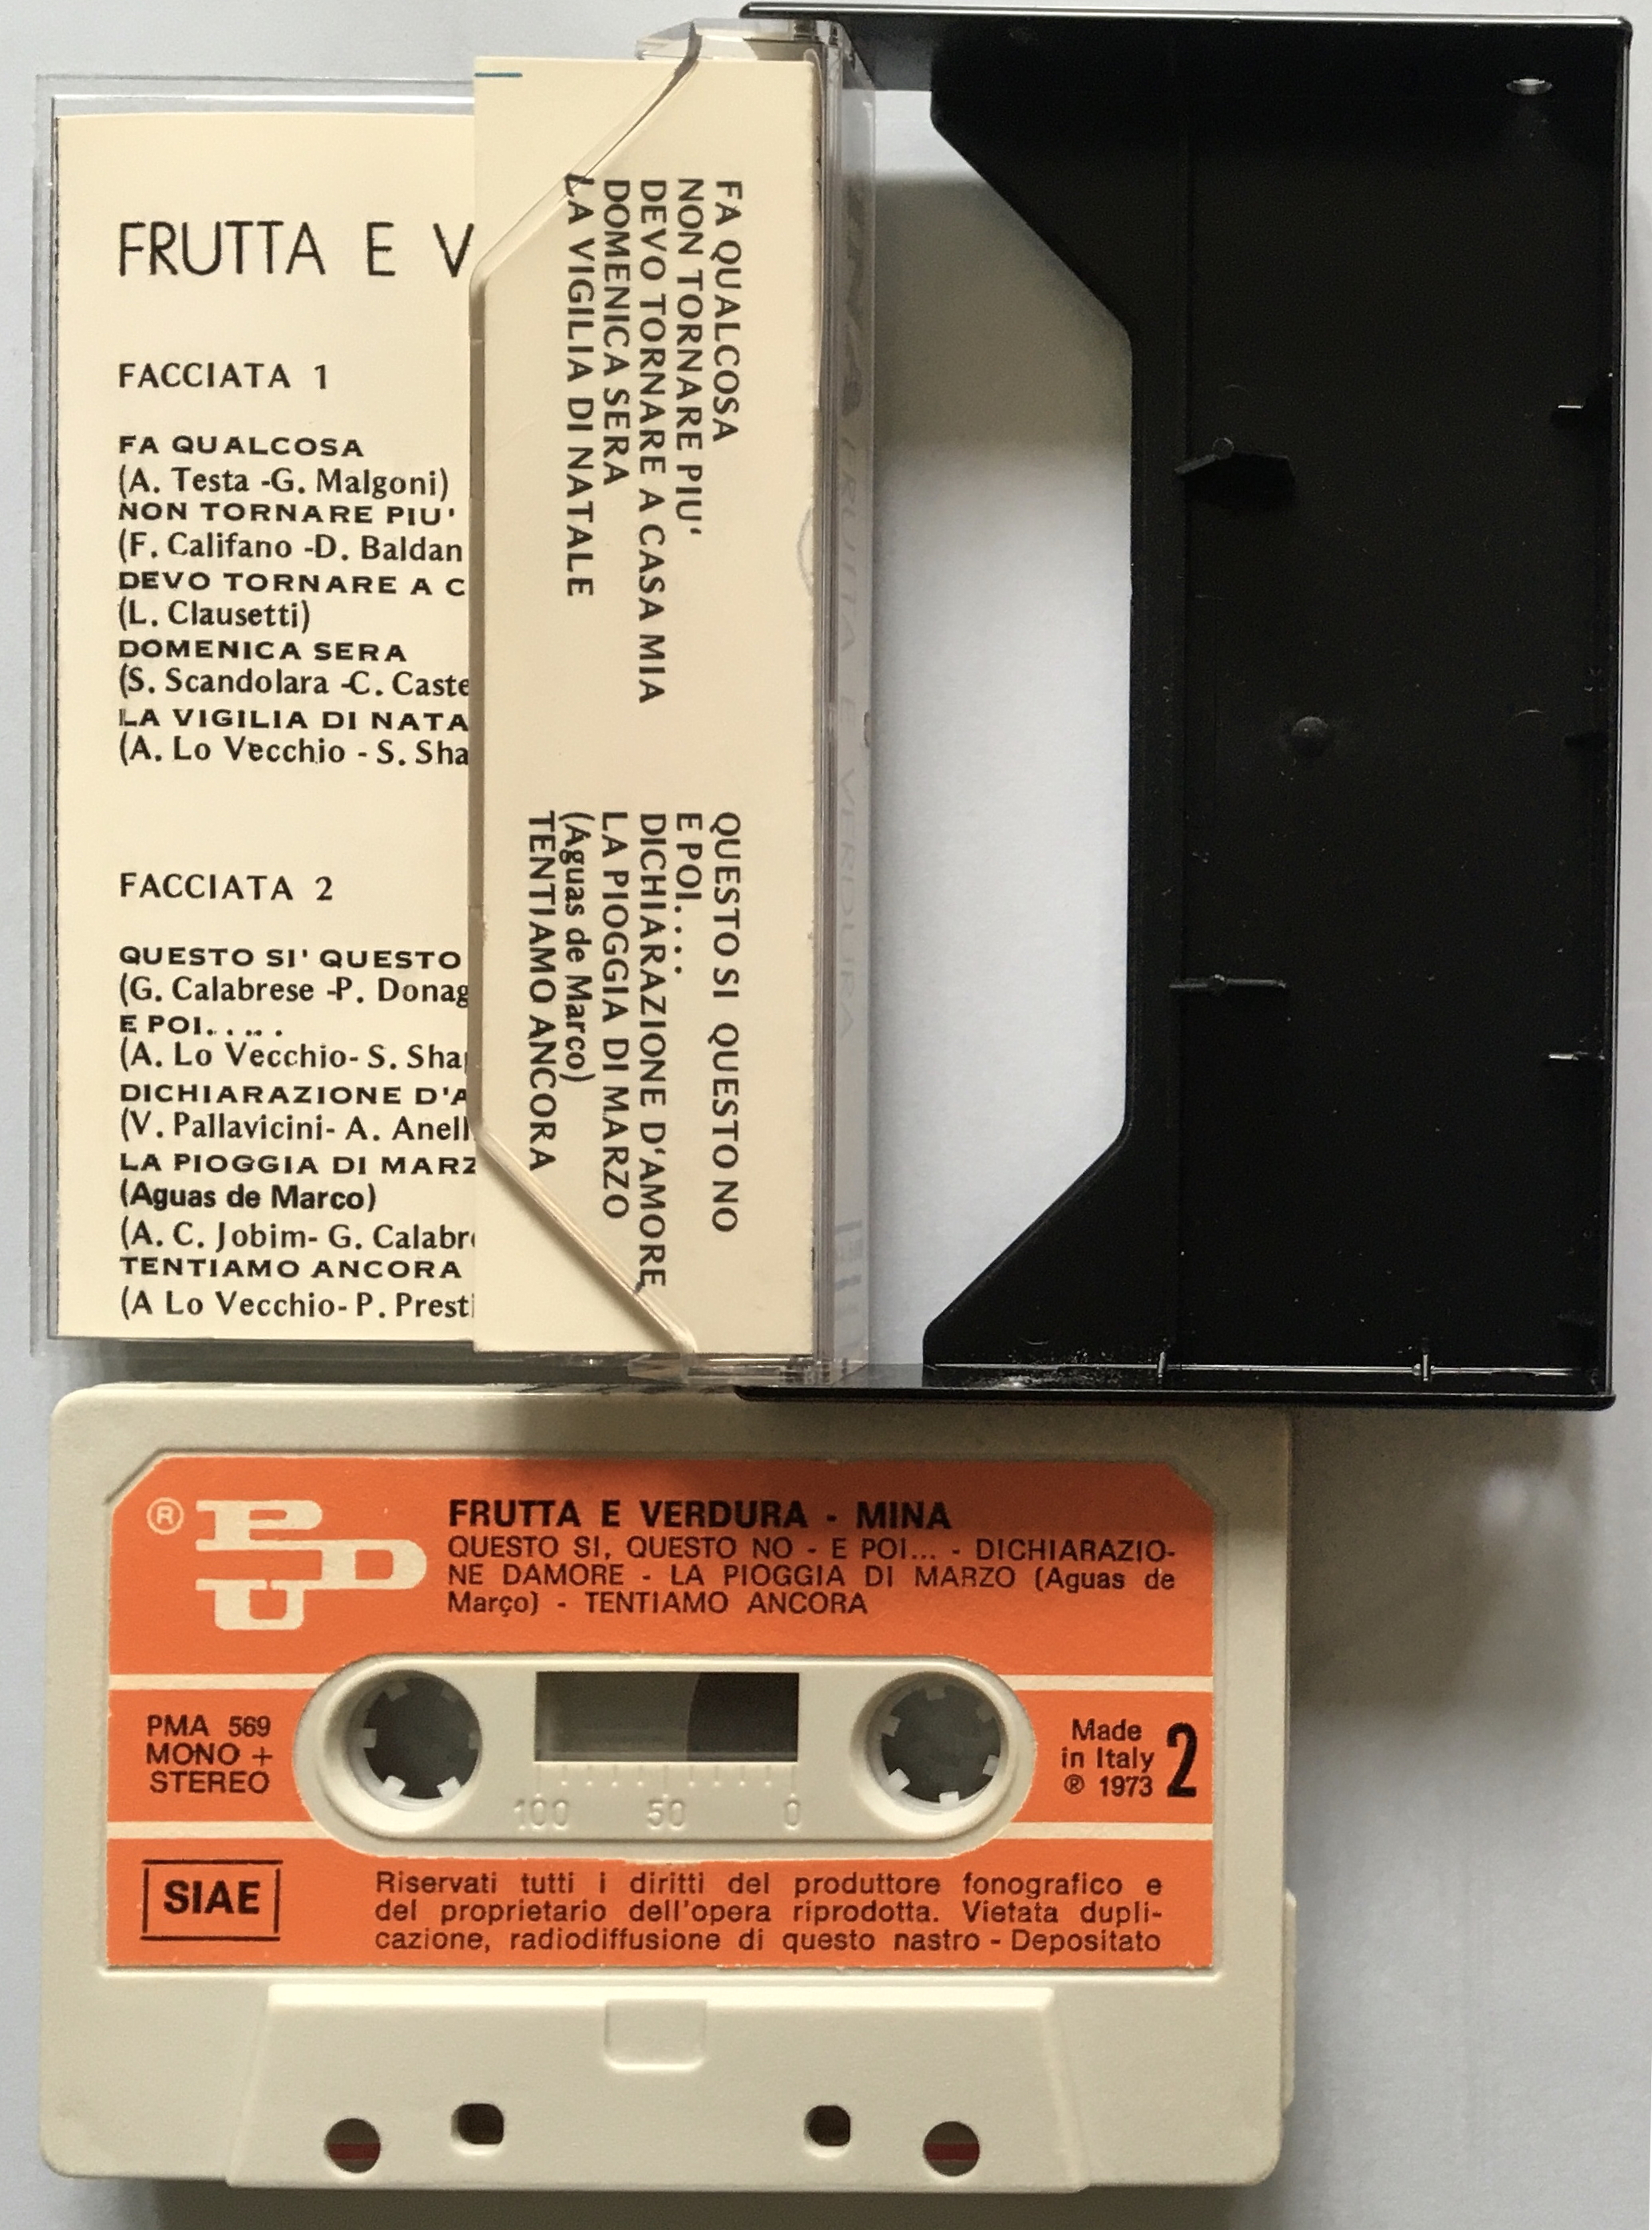 FRUTTA E V
FACCIATA 1
FA QUALCOSA
(A. Testa -G. Malgoni)
NON TORNARE PIU'
(F. Califano -D. Baldan
DEVO TORNARE A C
(L. Clausetti)
DOMENICA SERA
(S. Scandolara -C. Caste
LA VIGILIA DI NATA
(A. Lo Vecchio - S. Sha
FACCIATA 2
QUESTO SI' QUESTO
(G. Calabrese -P. Donag
E POI.....
(A. Lo Vecchio- S. Sha
DICHIARAZIONE D'A
(V. Pallavicini- A. Anell
LA PIOGGIA DI MARZ
(Aguas de Marco)
(A. C. Jobim- G. Calabr
TENTIAMO ANCORA
(A Lo Vecchio- P. Presti
FA QUALCOSA
NON TORNARE PIU'
DEVO TORNARE A CASA MIA
DOMENICA SERA
LA VIGILIA DI NATALE
QUESTO SI QUESTO NO
E POI....
DICHIARAZIONE D'AMORE
LA PIOGGIA DI MARZO
(Aguas de Marco)
TENTIAMO ANCORA
MINA FRUTTA E VERDURA
® PDU
FRUTTA E VERDURA - MINA
QUESTO SI, QUESTO NO - E POI... - DICHIARAZIO-
NE DAMORE - LA PIOGGIA DI MARZO (Aguas de
Março) - TENTIAMO ANCORA
PMA 569
MONO +
STEREO
100 50 0
Made
in Italy
℗ 1973
2
SIAE
Riservati tutti i diritti del produttore fonografico e
del proprietario dell'opera riprodotta. Vietata dupli-
cazione, radiodiffusione di questo nastro - Depositato